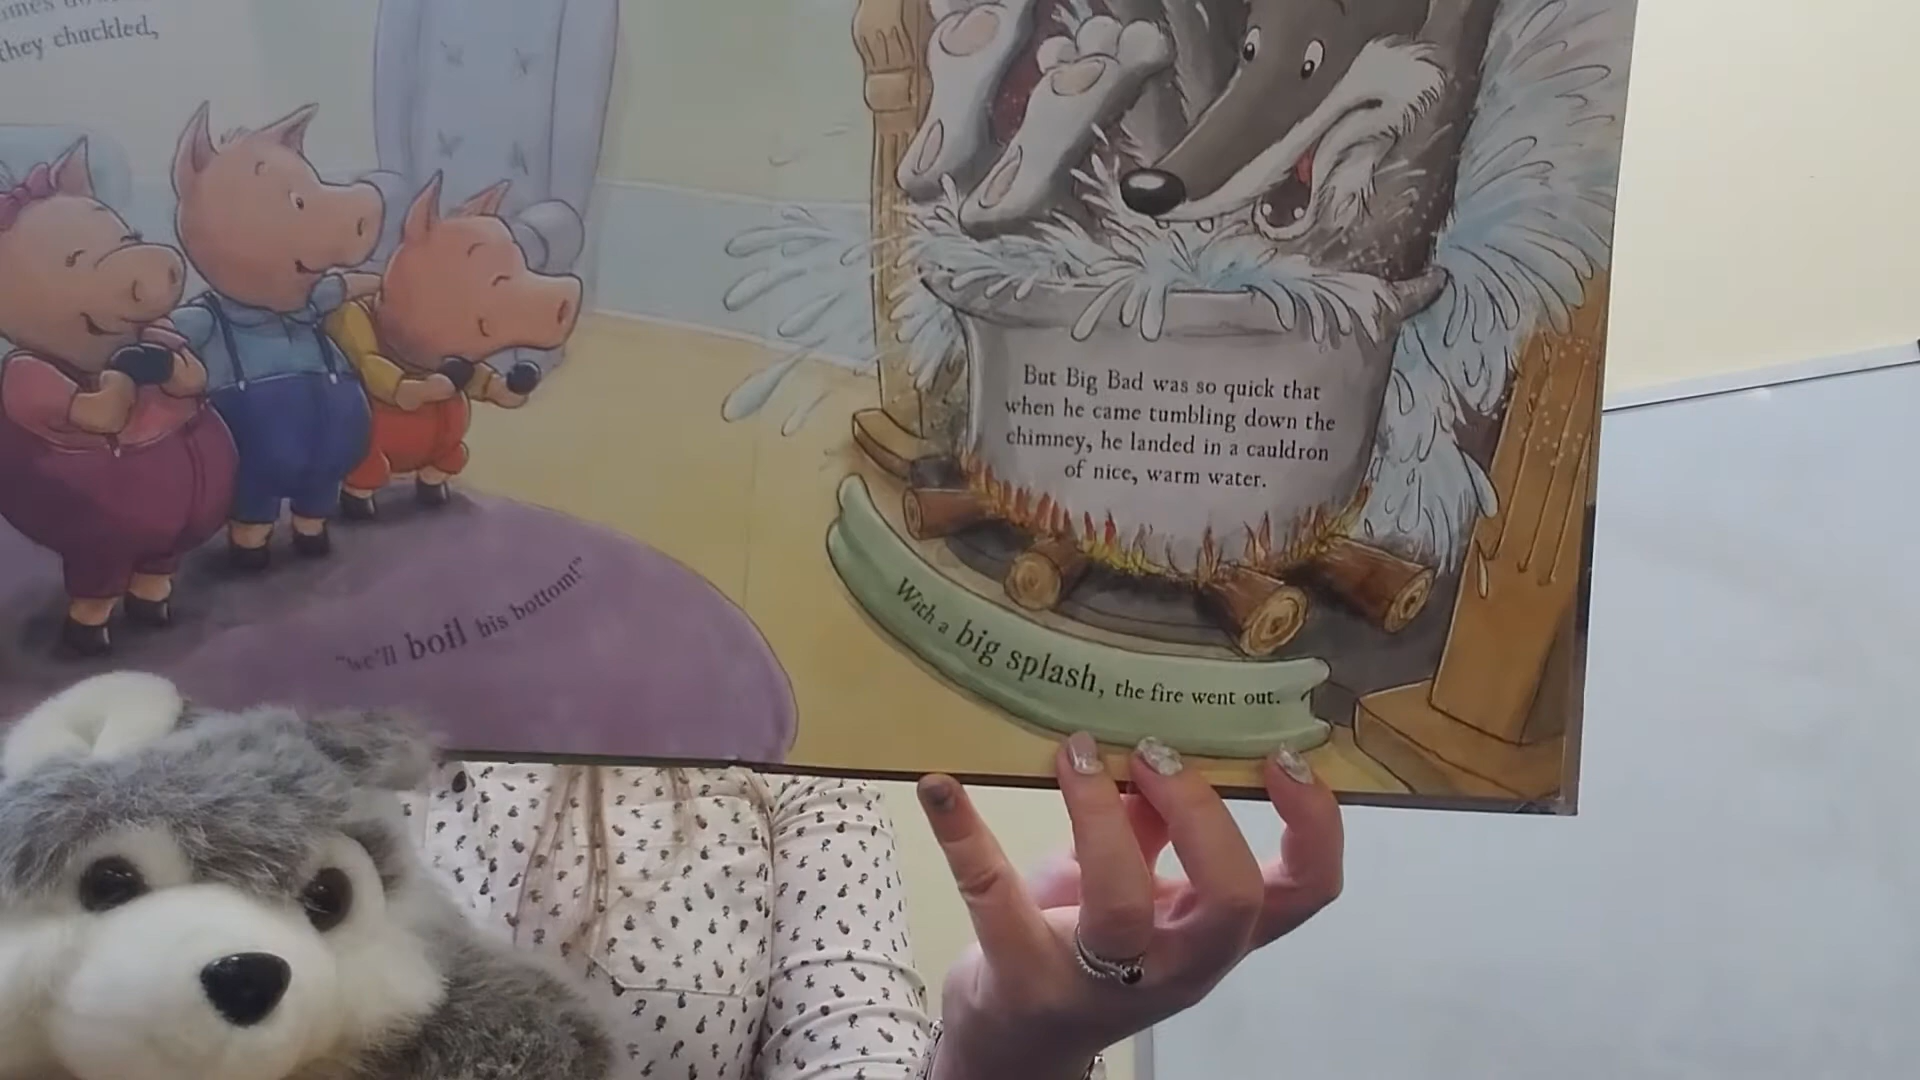 they chuckled,
"we'll boil his bottom!"
But Big Bad was so quick that
when he came tumbling down the
chimney, he landed in a cauldron
of nice, warm water.
With a big splash, the fire went out.